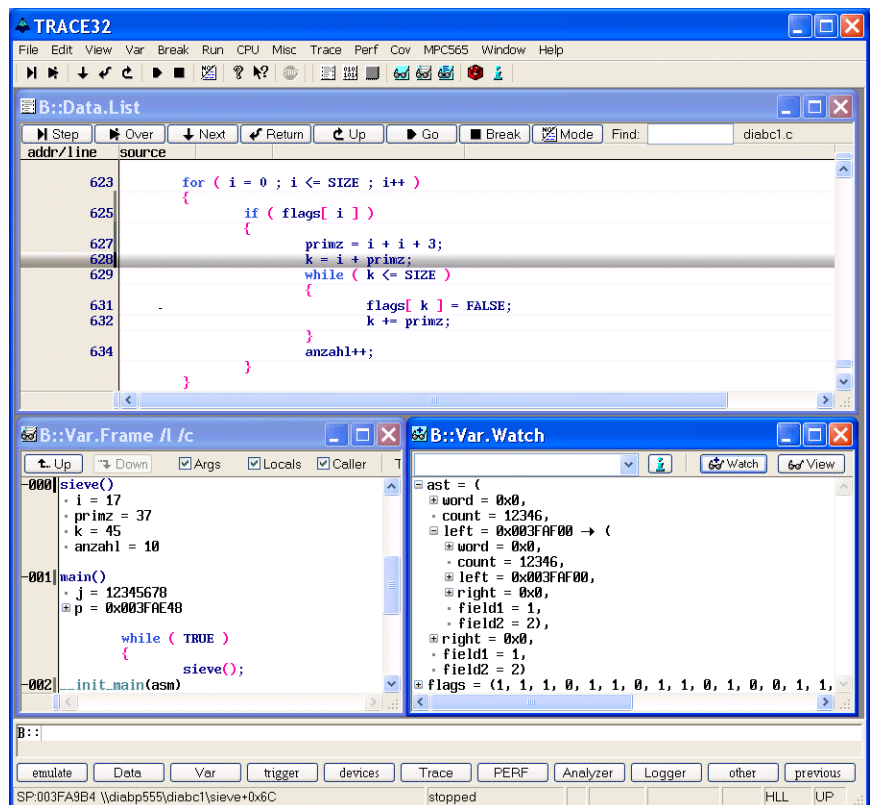 TRACE32
File Edit View Var Break Run CPU Misc Trace Perf Cov MPC565 Window Help
B::Data.List
Step Over Next Return Up Go Break Mode Find: diabc1.c
addr/line source
623 for ( i = 0 ; i <= SIZE ; i++ )
{
625 if ( flags[ i ] )
{
627 primz = i + i + 3;
628 k = i + primz;
629 while ( k <= SIZE )
{
631 flags[ k ] = FALSE;
632 k += primz;
}
634 anzahl++;
}
}
B::Var.Frame /l /c
Up Down Args Locals Caller T
-000 sieve()
i = 17
primz = 37
k = 45
anzahl = 10
-001 main()
j = 12345678
p = 0x003FAE48
while ( TRUE )
{
sieve();
-002 __init_main(asm)
B::Var.Watch
Watch View
ast = (
word = 0x0,
count = 12346,
left = 0x003FAF00 → (
word = 0x0,
count = 12346,
left = 0x003FAF00,
right = 0x0,
field1 = 1,
field2 = 2),
right = 0x0,
field1 = 1,
field2 = 2)
flags = (1, 1, 1, 0, 1, 1, 0, 1, 1, 0, 1, 0, 0, 1, 1,
B::
emulate Data Var trigger devices Trace PERF Analyzer Logger other previous
SP:003FA9B4 \\diabp555\diabc1\sieve+0x6C stopped HLL UP